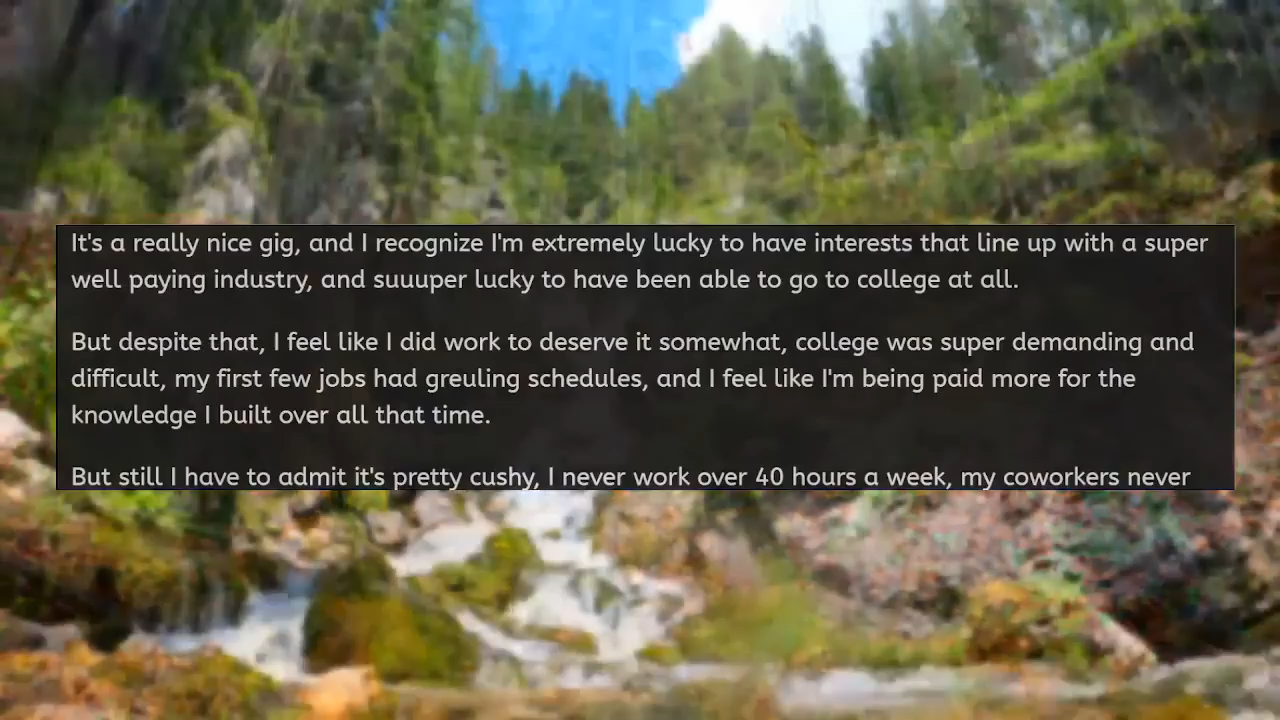 It's a really nice gig, and I recognize I'm extremely lucky to have interests that line up with a super
well paying industry, and suuuper lucky to have been able to go to college at all.
But despite that, I feel like I did work to deserve it somewhat, college was super demanding and
difficult, my first few jobs had greuling schedules, and I feel like I'm being paid more for the
knowledge I built over all that time.
But still I have to admit it's pretty cushy, I never work over 40 hours a week, my coworkers never